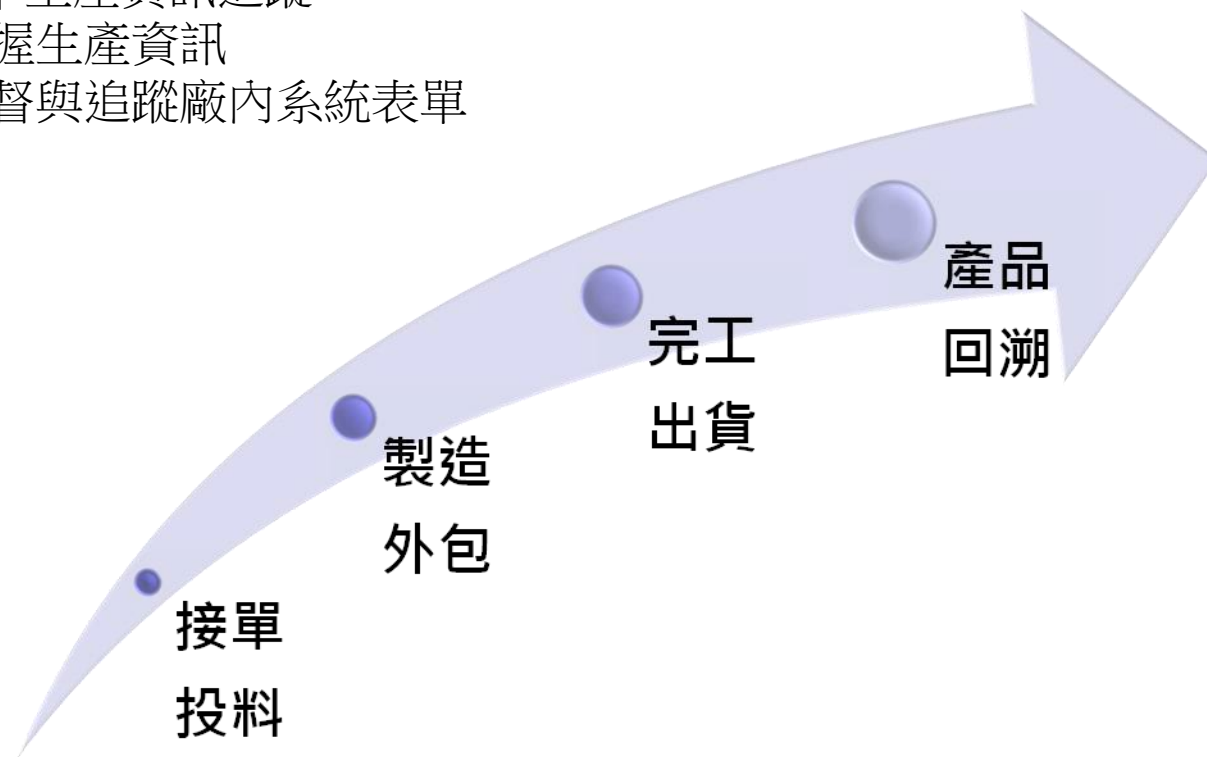 生產資訊追蹤
握生產資訊
督與追蹤廠內系統表單
產品
回溯
完工
出貨
製造
外包
接單
投料